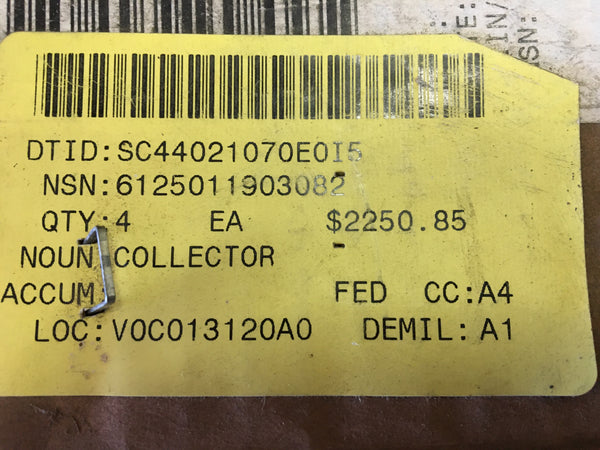 DTID:SC44021070E0I5
NSN:6125011903082
QTY:4 EA $2250.85
NOUN COLLECTOR
ACCUM FED CC:A4
LOC:V0C013120A0 DEMIL:A1